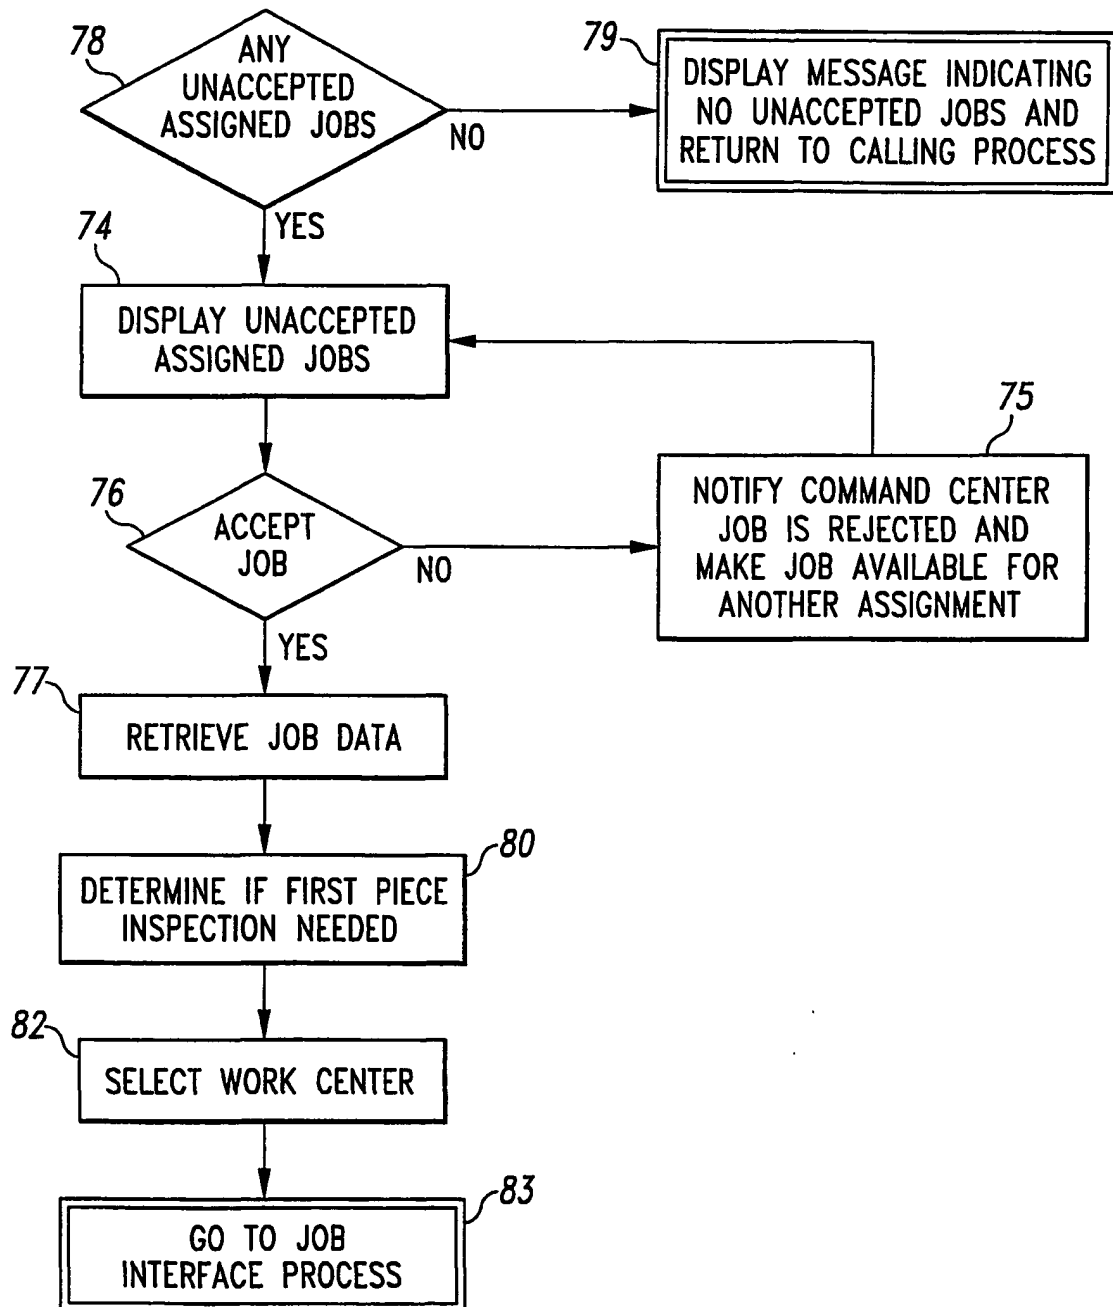 78
ANY
UNACCEPTED
ASSIGNED JOBS
NO
79
DISPLAY MESSAGE INDICATING
NO UNACCEPTED JOBS AND
RETURN TO CALLING PROCESS
YES
74
DISPLAY UNACCEPTED
ASSIGNED JOBS
76
ACCEPT
JOB
NO
75
NOTIFY COMMAND CENTER
JOB IS REJECTED AND
MAKE JOB AVAILABLE FOR
ANOTHER ASSIGNMENT
YES
77
RETRIEVE JOB DATA
80
DETERMINE IF FIRST PIECE
INSPECTION NEEDED
82
SELECT WORK CENTER
83
GO TO JOB
INTERFACE PROCESS